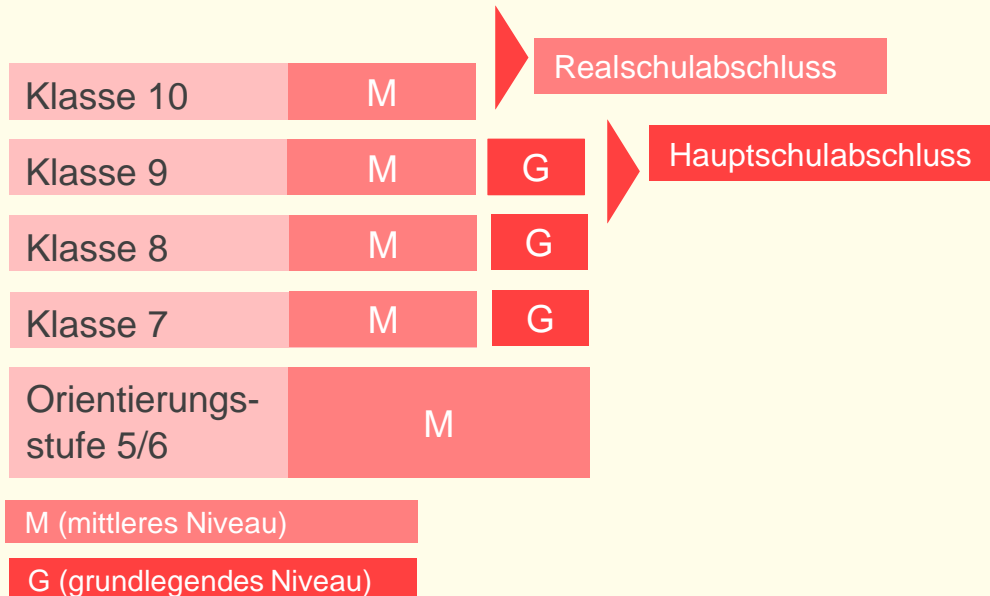 Realschulabschluss
Klasse 10 M
Hauptschulabschluss
Klasse 9 M G
Klasse 8 M G
Klasse 7 M G
Orientierungs-
stufe 5/6
M
M (mittleres Niveau)
G (grundlegendes Niveau)